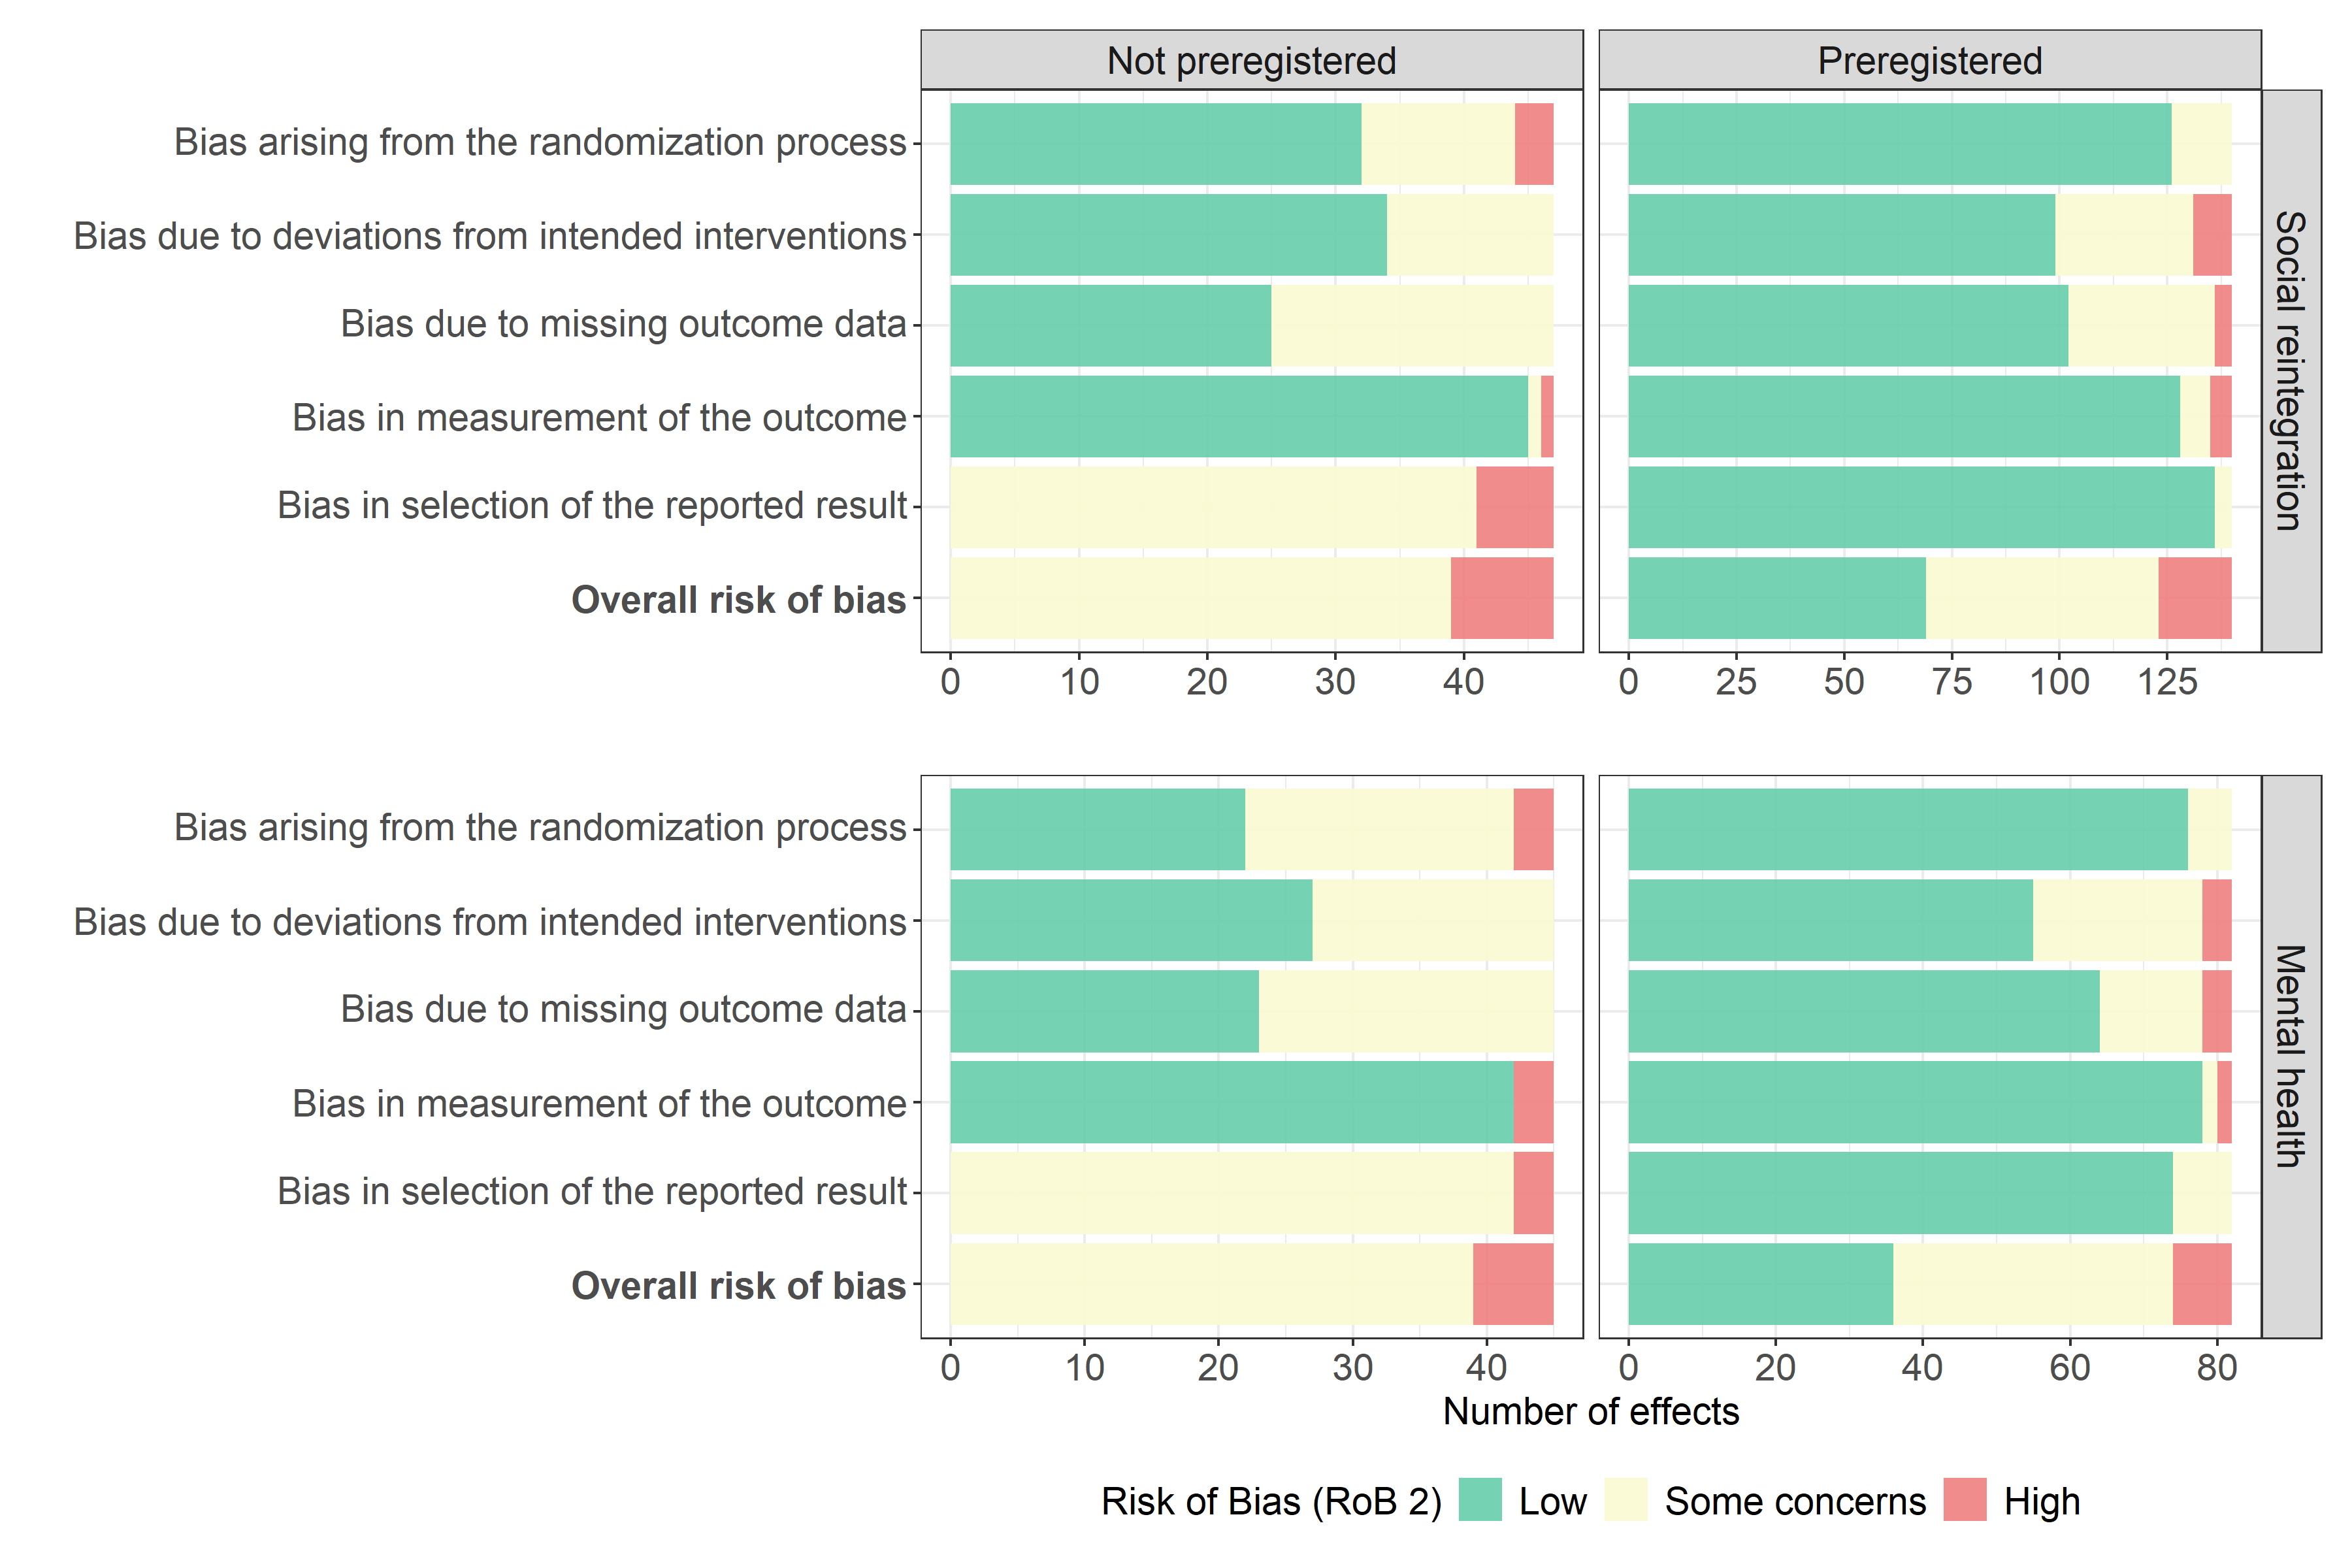 Not preregistered
Preregistered
Bias arising from the randomization process
Bias due to deviations from intended interventions
Bias due to missing outcome data
Bias in measurement of the outcome
Bias in selection of the reported result
Overall risk of bias
Social reintegration
0 10 20 30 40
0 25 50 75 100 125
Bias arising from the randomization process
Bias due to deviations from intended interventions
Bias due to missing outcome data
Bias in measurement of the outcome
Bias in selection of the reported result
Overall risk of bias
Mental health
0 10 20 30 40
0 20 40 60 80
Number of effects
Risk of Bias (RoB 2) Low Some concerns High